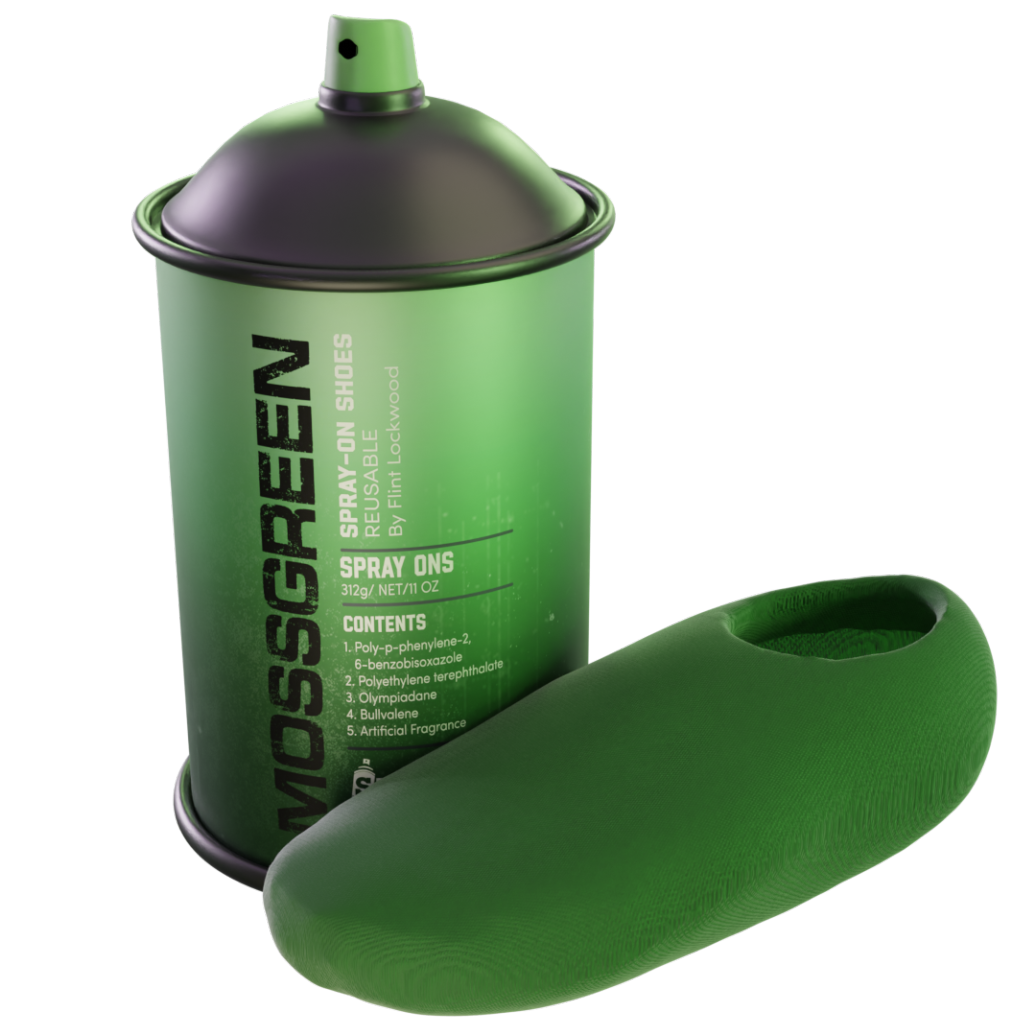 MOSSGREEN
SPRAY-ON SHOES
REUSABLE
By Flint Lockwood
SPRAY ONS
312g/ NET/11 OZ
CONTENTS
1. Poly-p-phenylene-2,
6-benzobisoxazole
2. Polyethylene terephthalate
3. Olympiadane
4. Bullvalene
5. Artificial Fragrance